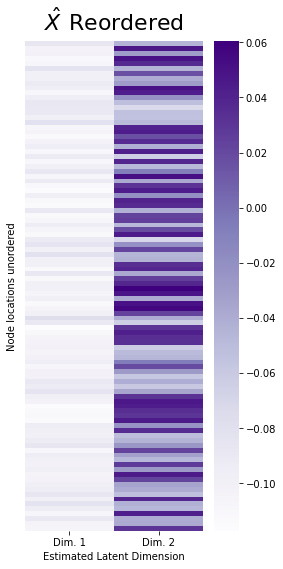 X̂ Reordered
0.06
0.04
0.02
0.00
−0.02
−0.04
−0.06
−0.08
−0.10
Node locations unordered
Dim. 1 Dim. 2
Estimated Latent Dimension